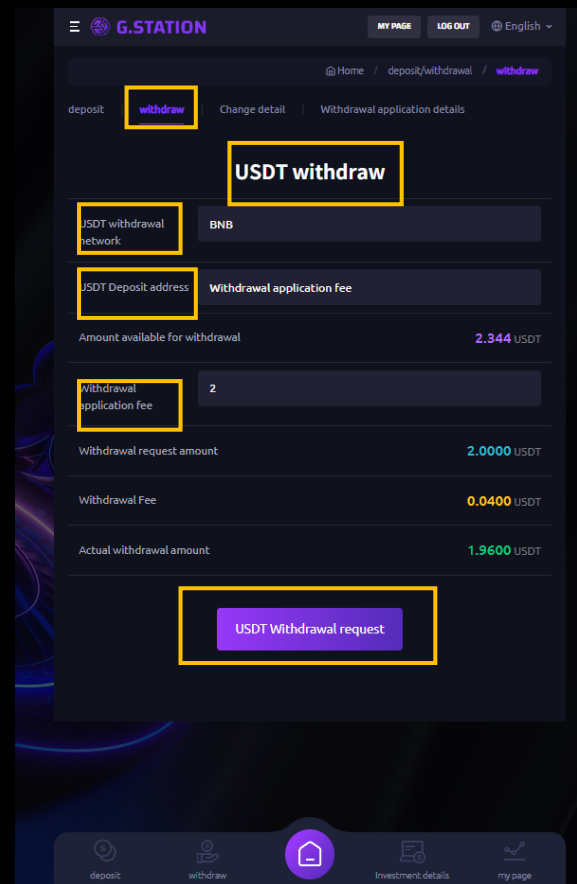 G.STATION MY PAGE LOG OUT English
Home / deposit/withdrawal / withdraw
deposit withdraw Change detail Withdrawal application details
USDT withdraw
USDT withdrawal
network
BNB
USDT Deposit address Withdrawal application fee
Amount available for withdrawal 2.344 USDT
Withdrawal
application fee
2
Withdrawal request amount 2.0000 USDT
Withdrawal Fee 0.0400 USDT
Actual withdrawal amount 1.9600 USDT
USDT Withdrawal request
deposit withdraw Investment details my page